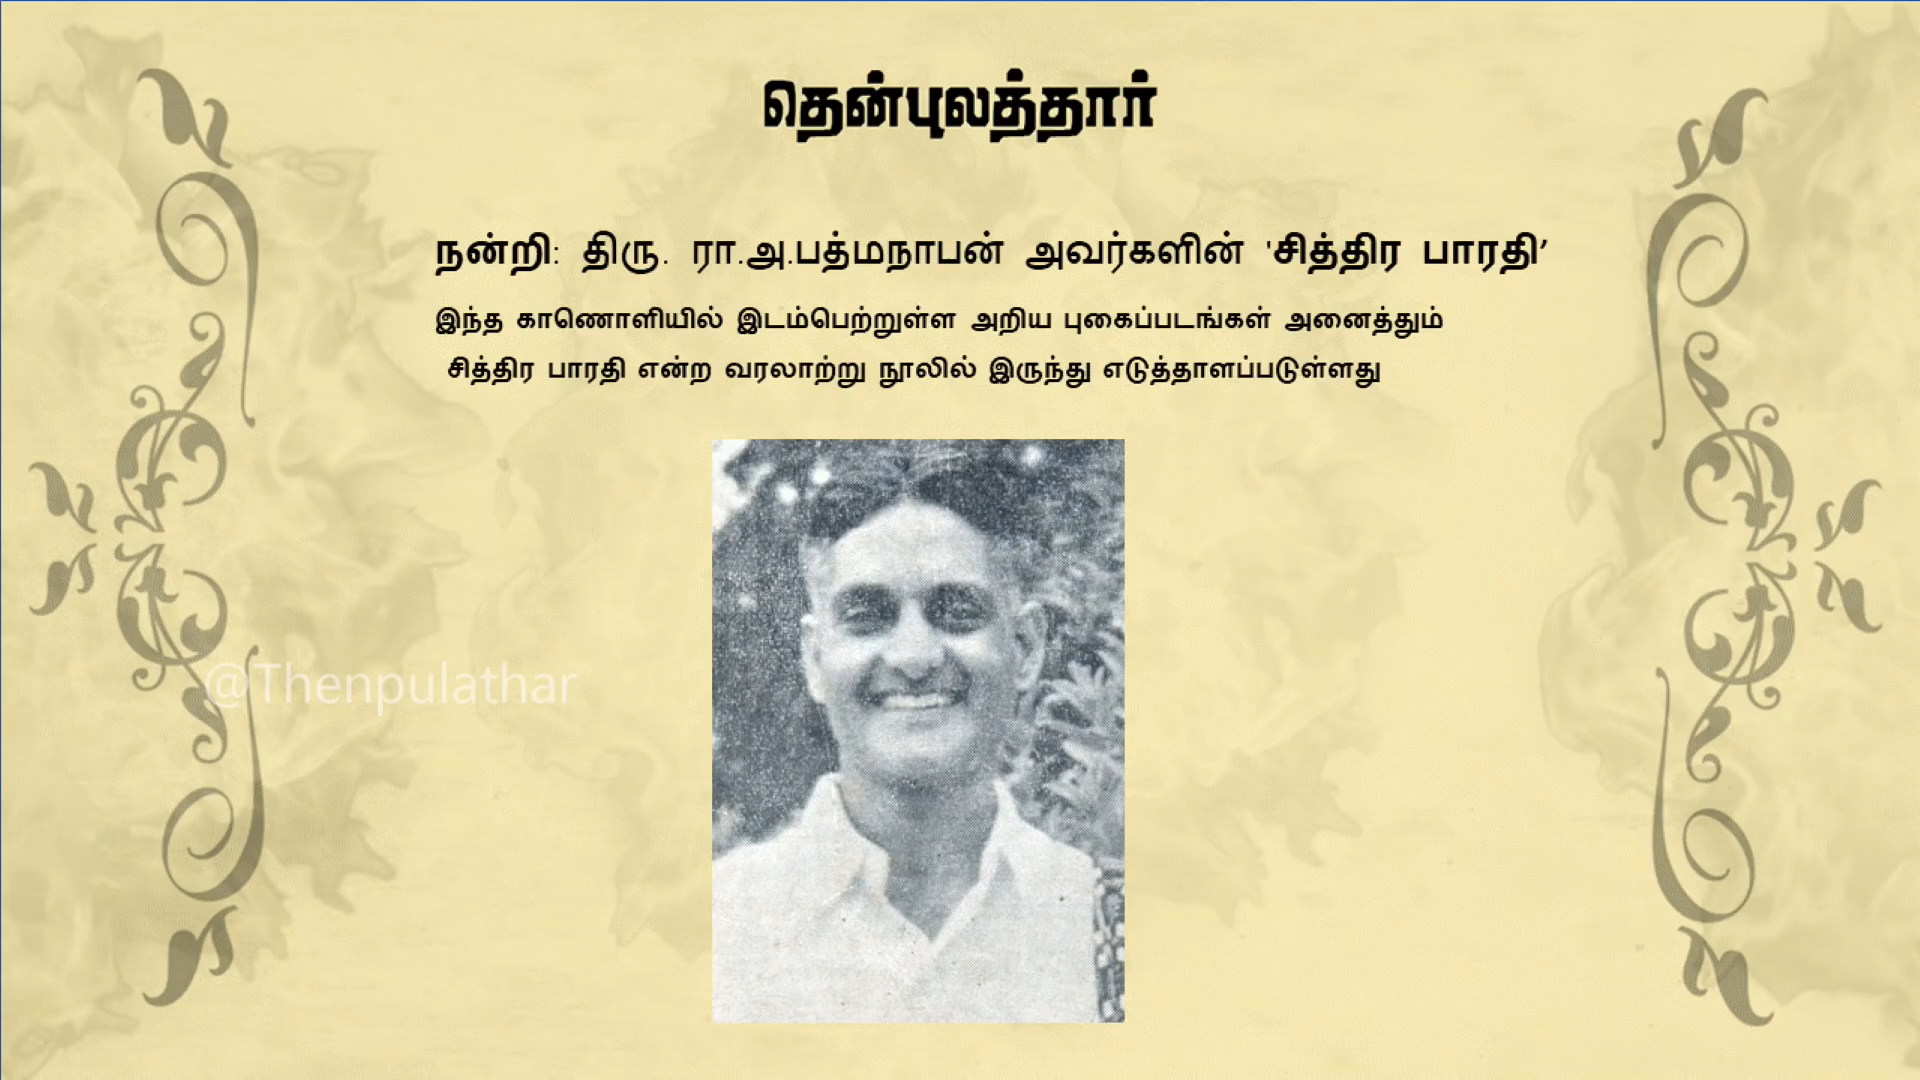 தென்புலத்தார்
நன்றி: திரு. ரா.அ.பத்மநாபன் அவர்களின் 'சித்திர பாரதி’
இந்த காணொளியில் இடம்பெற்றுள்ள அறிய புகைப்படங்கள் அனைத்தும்
சித்திர பாரதி என்ற வரலாற்று நூலில் இருந்து எடுத்தாளப்படுள்ளது
@Thenpulathar